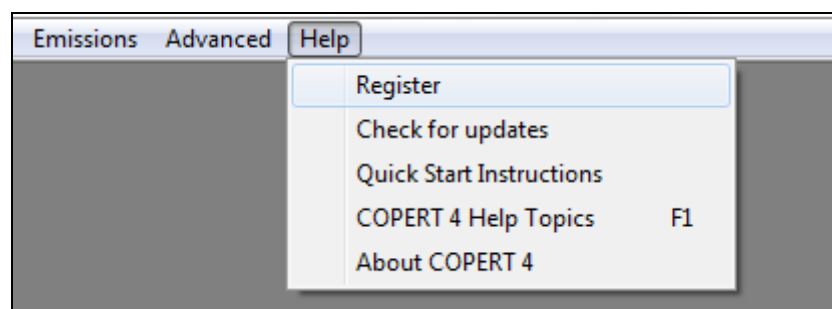 Emissions Advanced Help
Register
Check for updates
Quick Start Instructions
COPERT 4 Help Topics F1
About COPERT 4